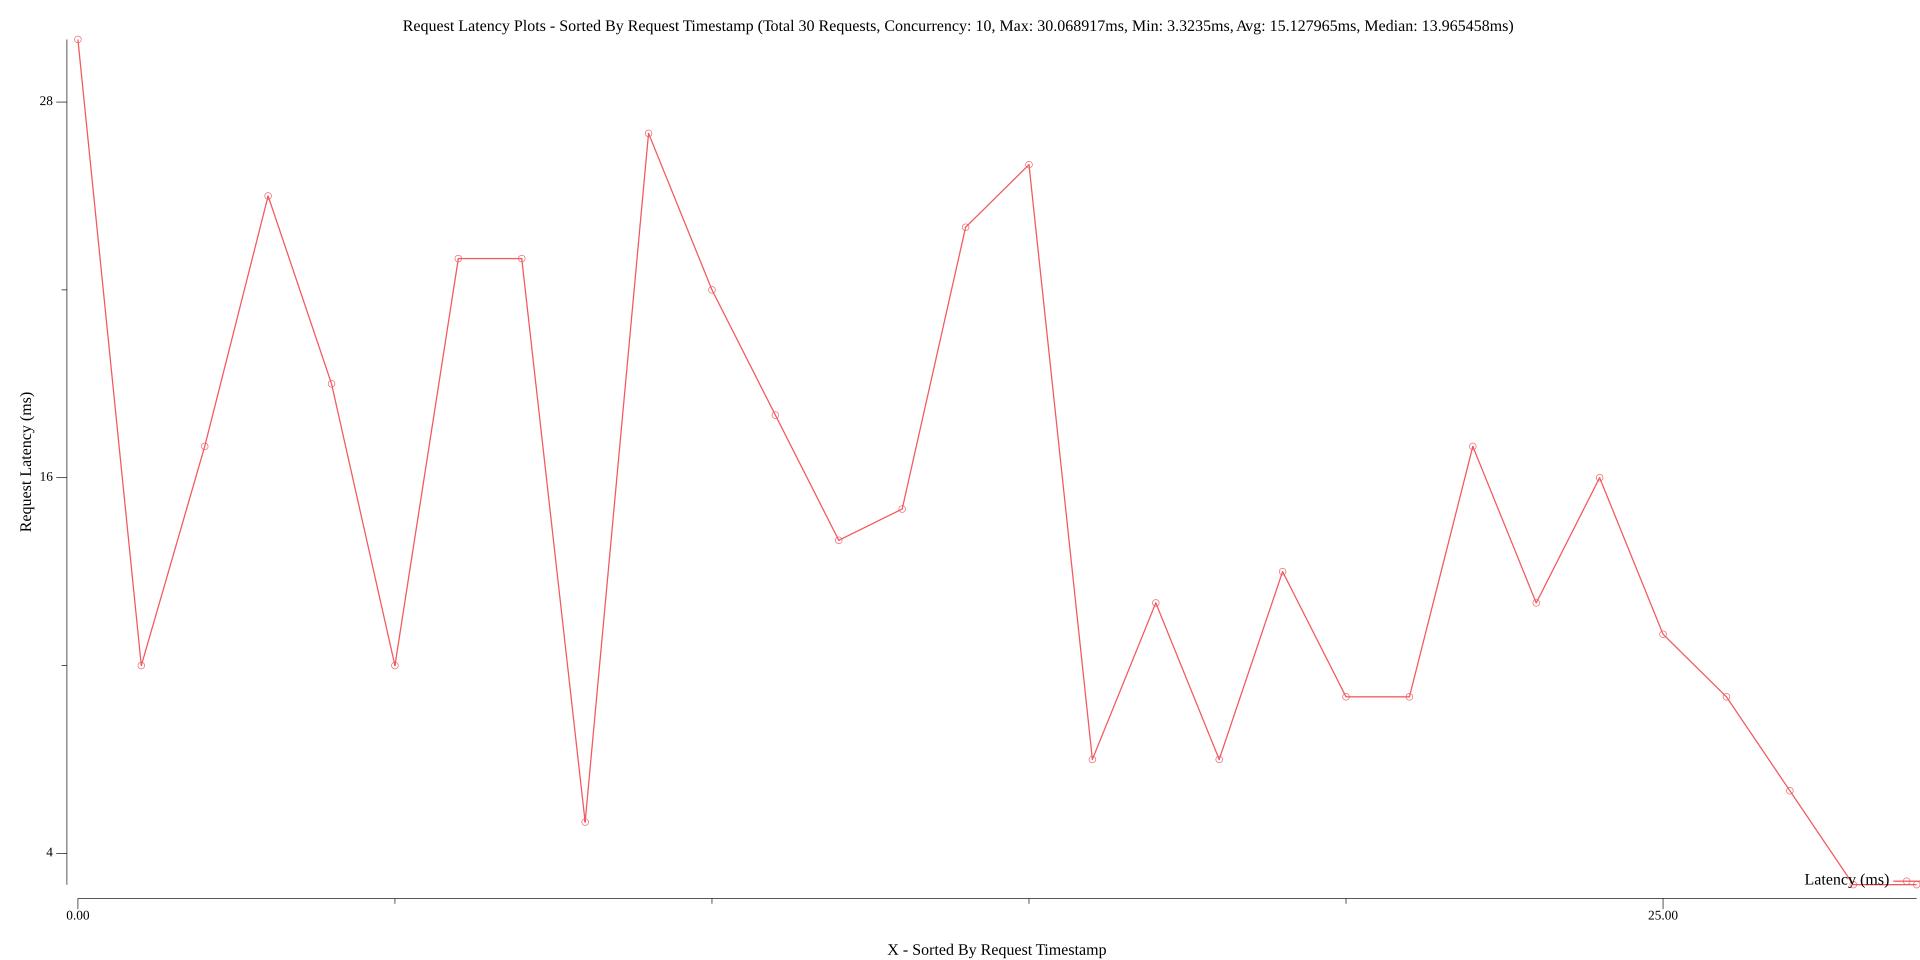 Request Latency Plots - Sorted By Request Timestamp (Total 30 Requests, Concurrency: 10, Max: 30.068917ms, Min: 3.3235ms, Avg: 15.127965ms, Median: 13.965458ms)
28
16
4
Request Latency (ms)
Latency (ms)
0.00
25.00
X - Sorted By Request Timestamp